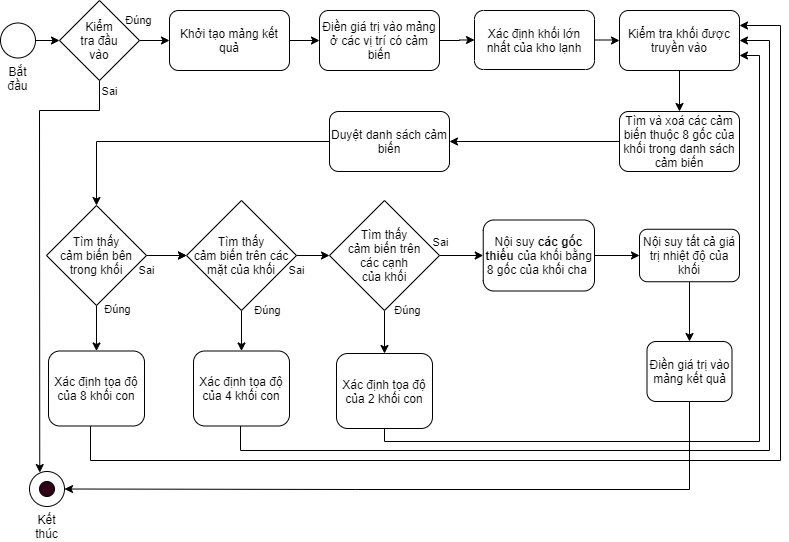 Bắt
đầu
Kiểm
tra đầu
vào
Đúng
Sai
Khởi tạo mảng kết
quả
Điền giá trị vào mảng
ở các vị trí có cảm
biến
Xác định khối lớn
nhất của kho lạnh
Kiểm tra khối được
truyền vào
Tìm và xoá các cảm
biến thuộc 8 gốc của
khối trong danh sách
cảm biến
Duyệt danh sách cảm
biến
Tìm thấy
cảm biến bên
trong khối
Sai
Đúng
Tìm thấy
cảm biến trên các
mặt của khối
Sai
Đúng
Tìm thấy
cảm biến trên
các cạnh
của khối
Sai
Đúng
Nội suy các gốc
thiếu của khối bằng
8 gốc của khối cha
Nội suy tất cả giá
trị nhiệt độ của
khối
Xác định tọa độ
của 8 khối con
Xác định tọa độ
của 4 khối con
Xác định tọa độ
của 2 khối con
Điền giá trị vào
mảng kết quả
Kết
thúc